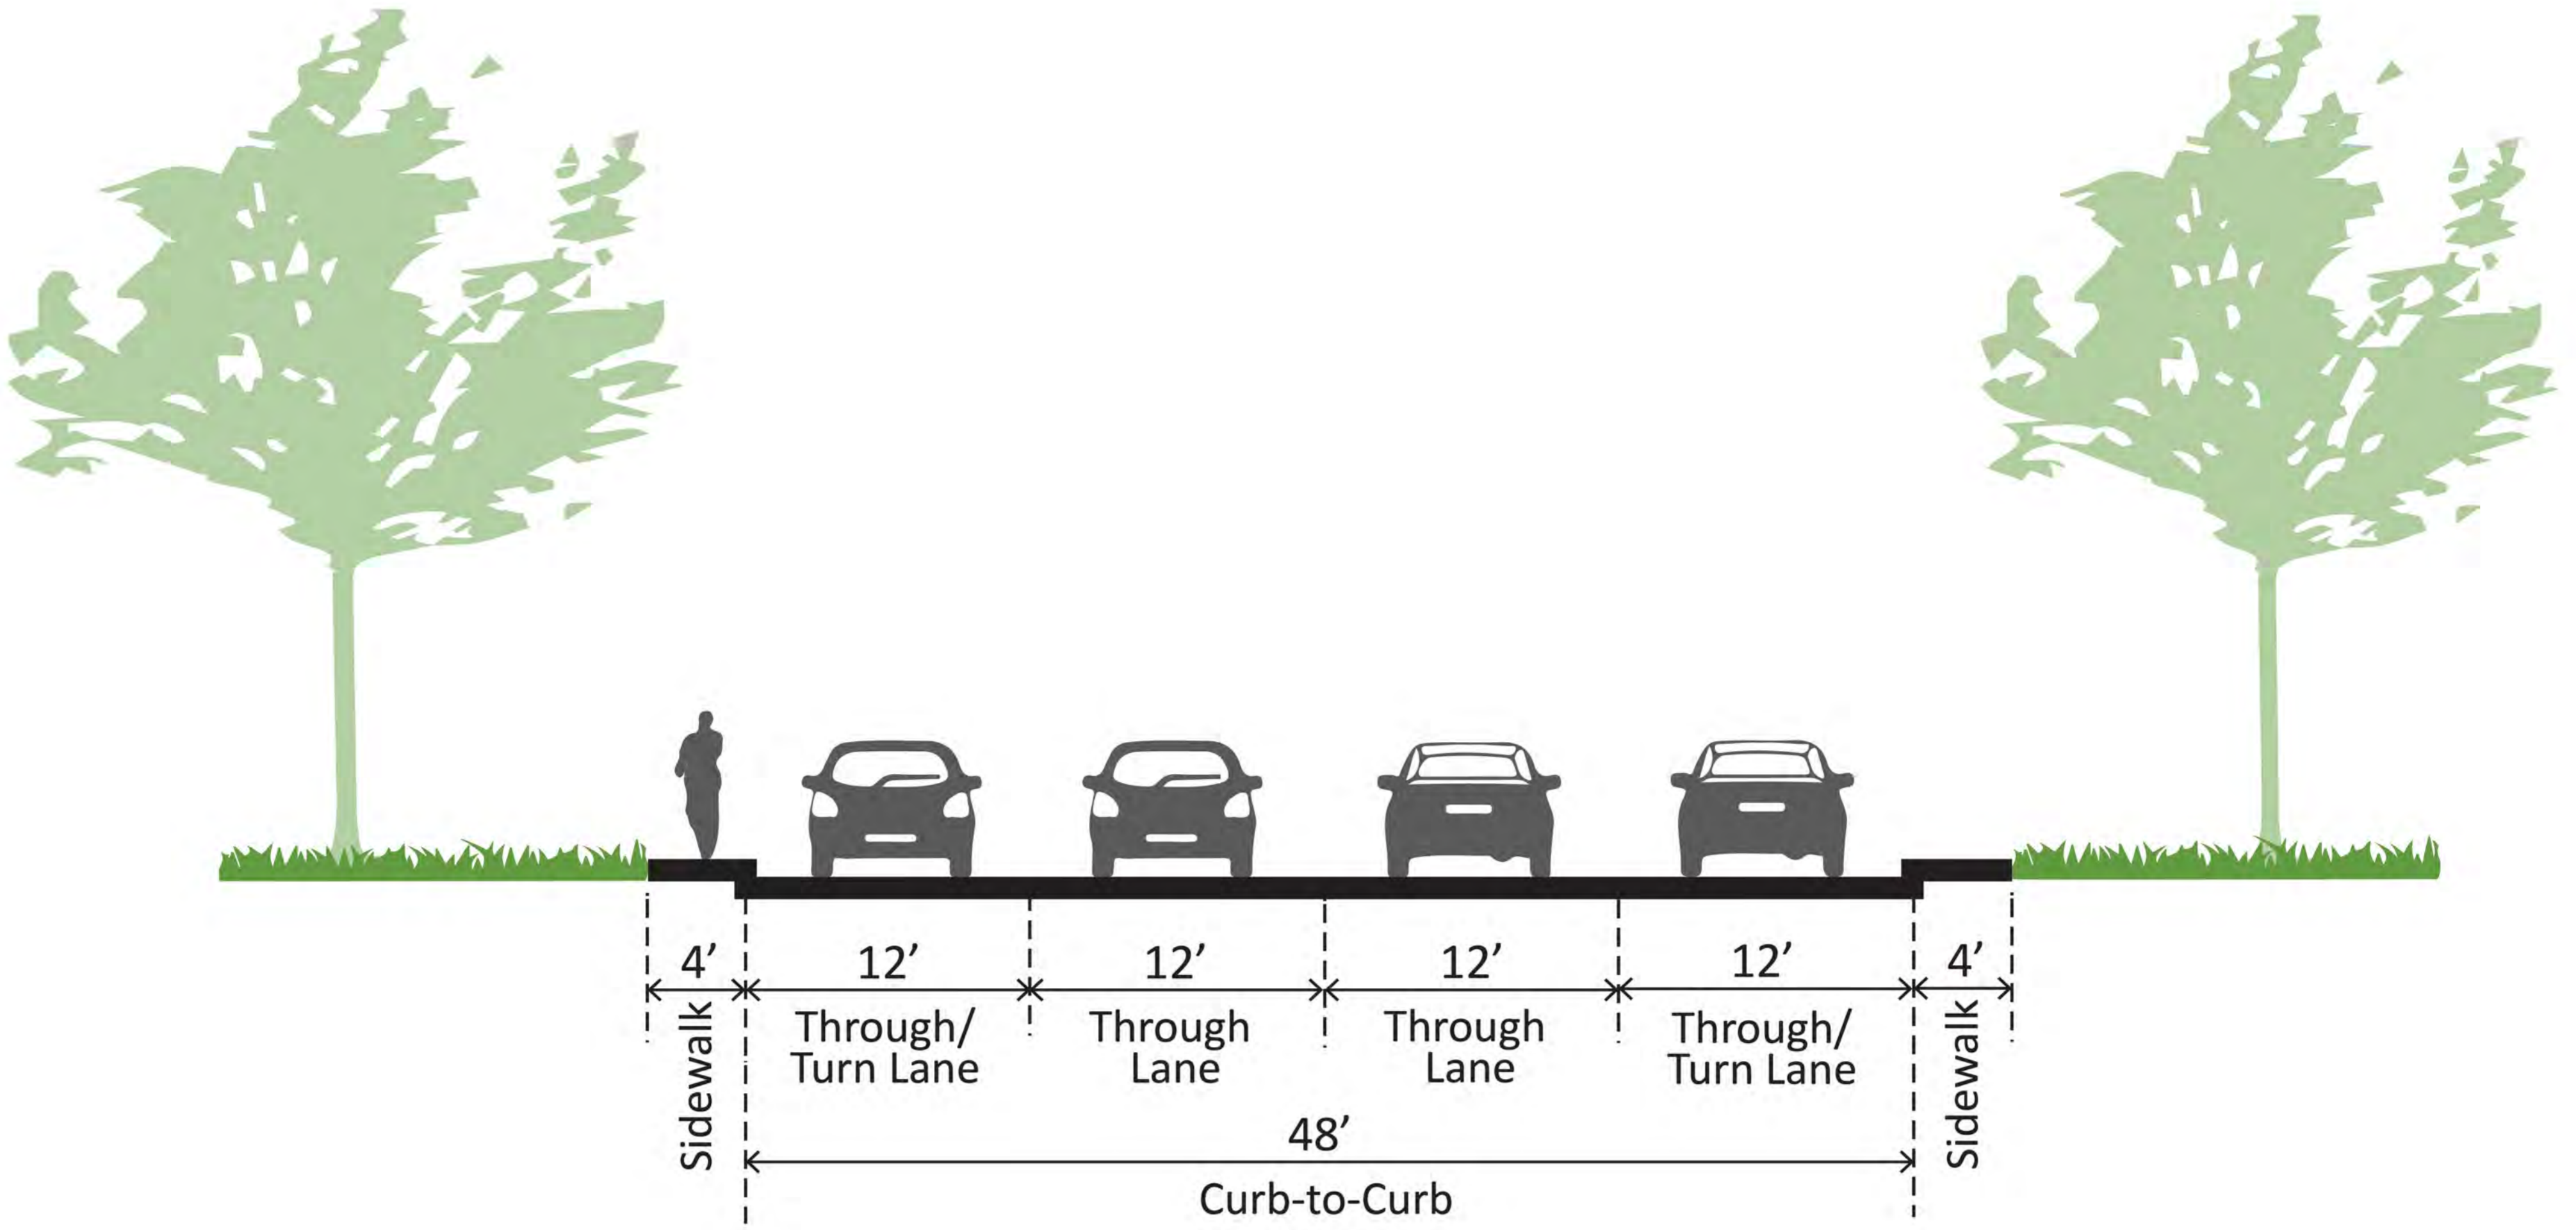 4’
12’
12’
12’
12’
4’
Sidewalk
Through/
Turn Lane
Through
Lane
Through
Lane
Through/
Turn Lane
Sidewalk
48’
Curb-to-Curb